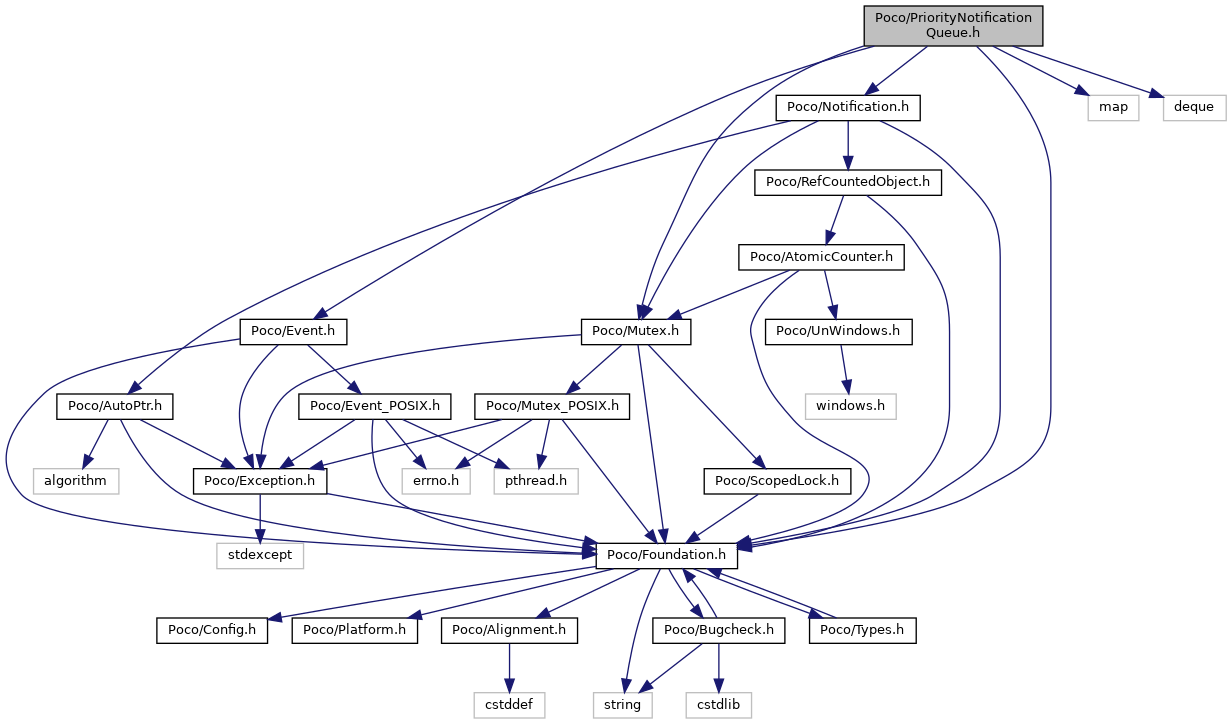 Poco/PriorityNotification
Queue.h
Poco/Notification.h
map
deque
Poco/RefCountedObject.h
Poco/AtomicCounter.h
Poco/Event.h
Poco/Mutex.h
Poco/UnWindows.h
Poco/AutoPtr.h
Poco/Event_POSIX.h
Poco/Mutex_POSIX.h
windows.h
algorithm
Poco/Exception.h
errno.h
pthread.h
Poco/ScopedLock.h
stdexcept
Poco/Foundation.h
Poco/Config.h
Poco/Platform.h
Poco/Alignment.h
Poco/Bugcheck.h
Poco/Types.h
cstddef
string
cstdlib